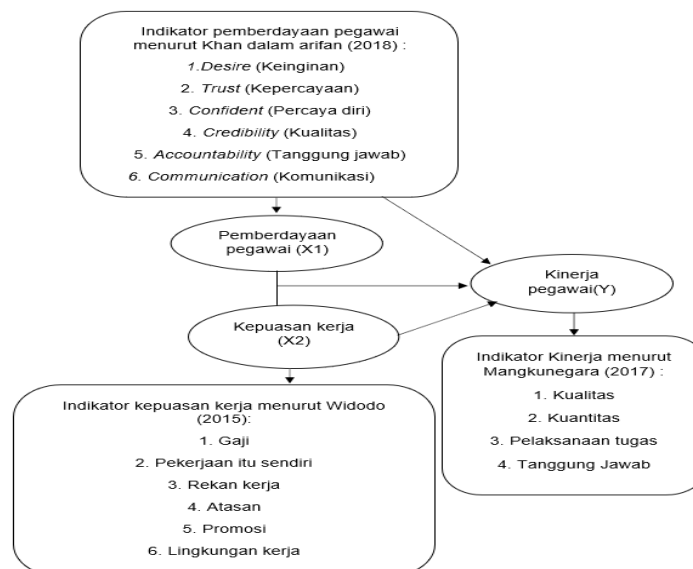 Indikator pemberdayaan pegawai
menurut Khan dalam arifan (2018) :
1.Desire (Keinginan)
2. Trust (Kepercayaan)
3. Confident (Percaya diri)
4. Credibility (Kualitas)
5. Accountability (Tanggung jawab)
6. Communication (Komunikasi)
Pemberdayaan
pegawai (X1)
Kinerja
pegawai(Y)
Kepuasan kerja
(X2)
Indikator Kinerja menurut
Mangkunegara (2017) :
1. Kualitas
2. Kuantitas
3. Pelaksanaan tugas
4. Tanggung Jawab
Indikator kepuasan kerja menurut Widodo
(2015):
1. Gaji
2. Pekerjaan itu sendiri
3. Rekan kerja
4. Atasan
5. Promosi
6. Lingkungan kerja